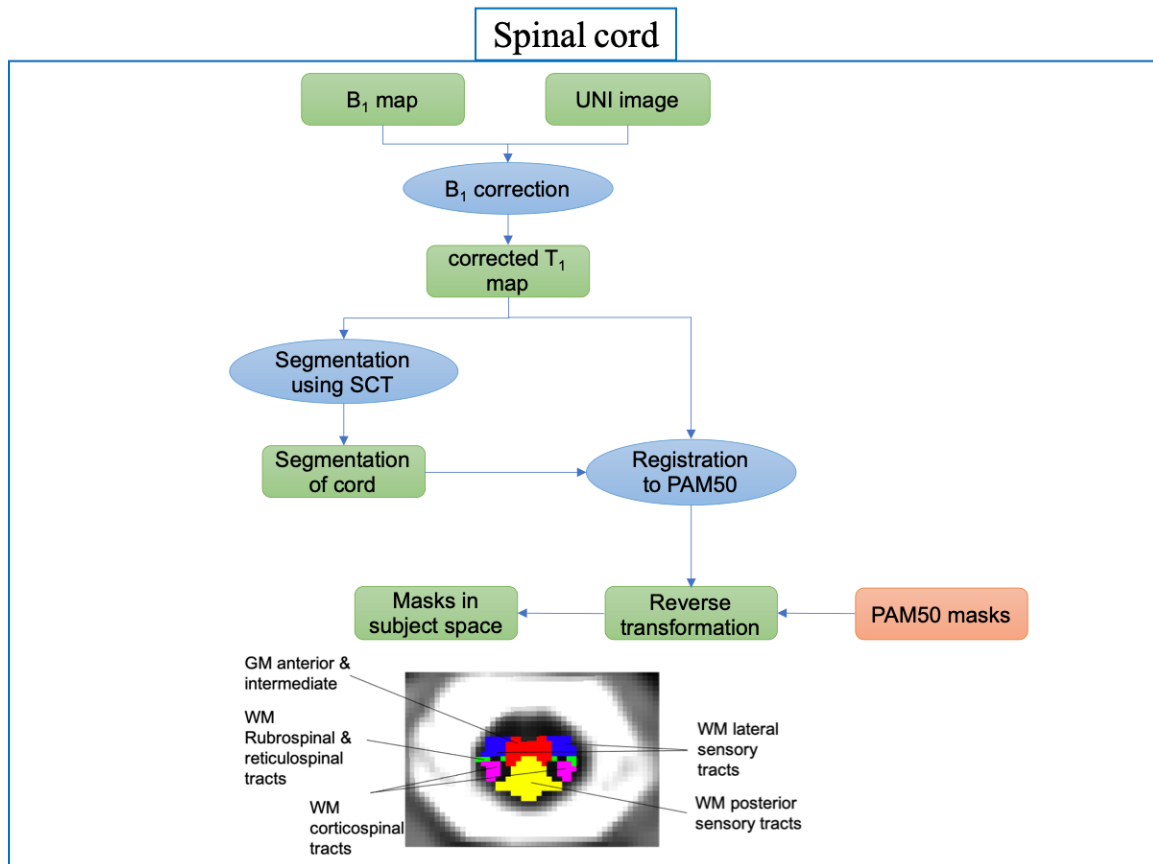 Spinal cord
B₁ map
UNI image
B₁ correction
corrected T₁
map
Segmentation
using SCT
Segmentation
of cord
Registration
to PAM50
Masks in
subject space
Reverse
transformation
PAM50 masks
GM anterior &
intermediate
WM
Rubrospinal &
reticulospinal
tracts
WM
corticospinal
tracts
WM lateral
sensory
tracts
WM posterior
sensory tracts